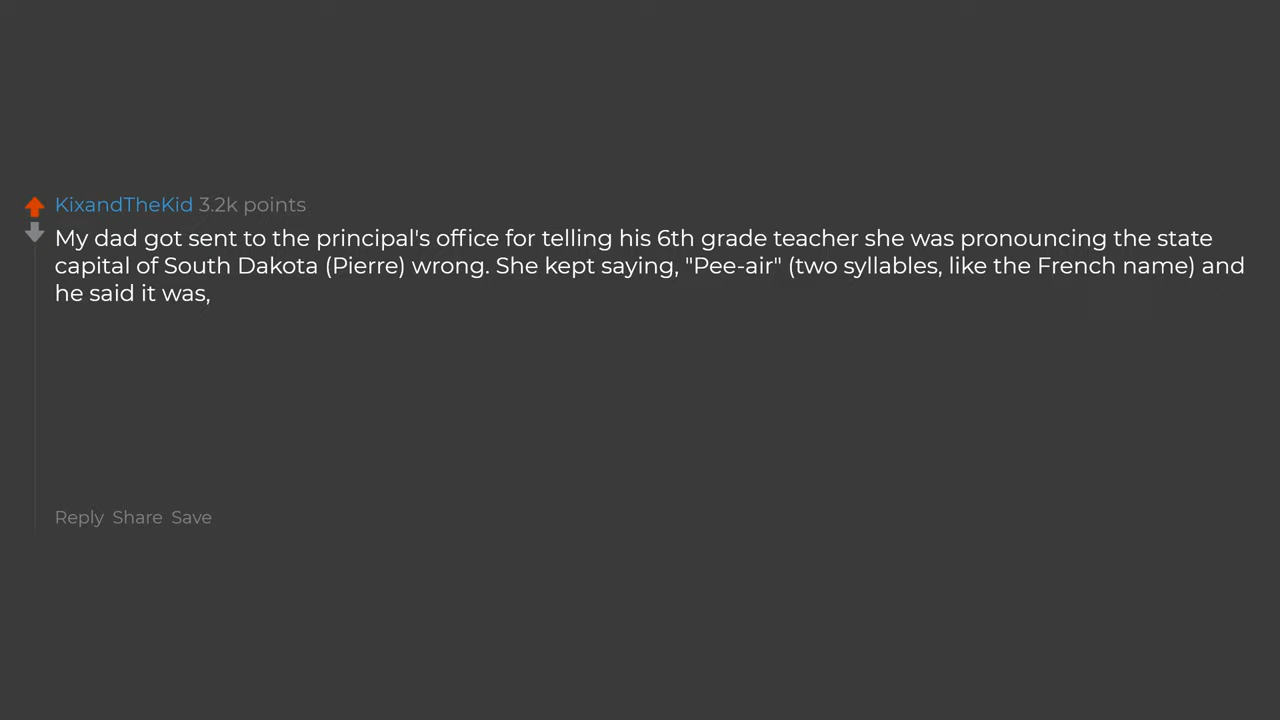 KixandTheKid 3.2k points
My dad got sent to the principal's office for telling his 6th grade teacher she was pronouncing the state
capital of South Dakota (Pierre) wrong. She kept saying, "Pee-air" (two syllables, like the French name) and
he said it was,
Reply Share Save